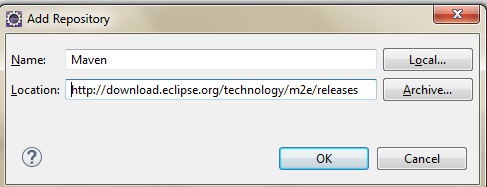 Add Repository
Name: Maven Local...
Location: http://download.eclipse.org/technology/m2e/releases Archive...
? OK Cancel